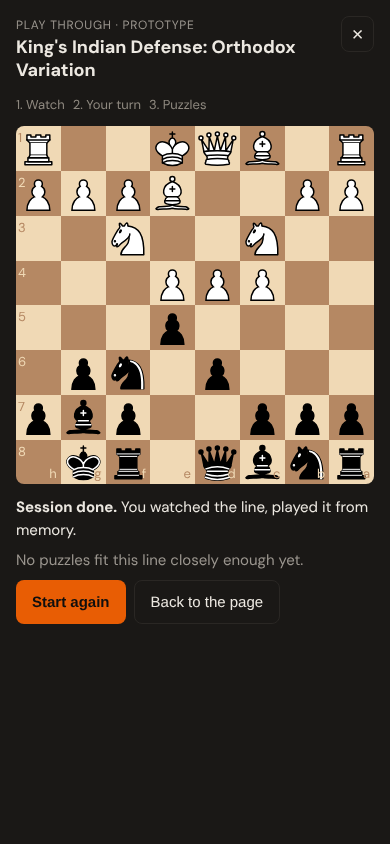 PLAY THROUGH · PROTOTYPE
King's Indian Defense: Orthodox
Variation
✕
1. Watch 2. Your turn 3. Puzzles
1
2
3
4
5
6
7
8
h g f e d c b a
Session done. You watched the line, played it from
memory.
No puzzles fit this line closely enough yet.
Start again
Back to the page